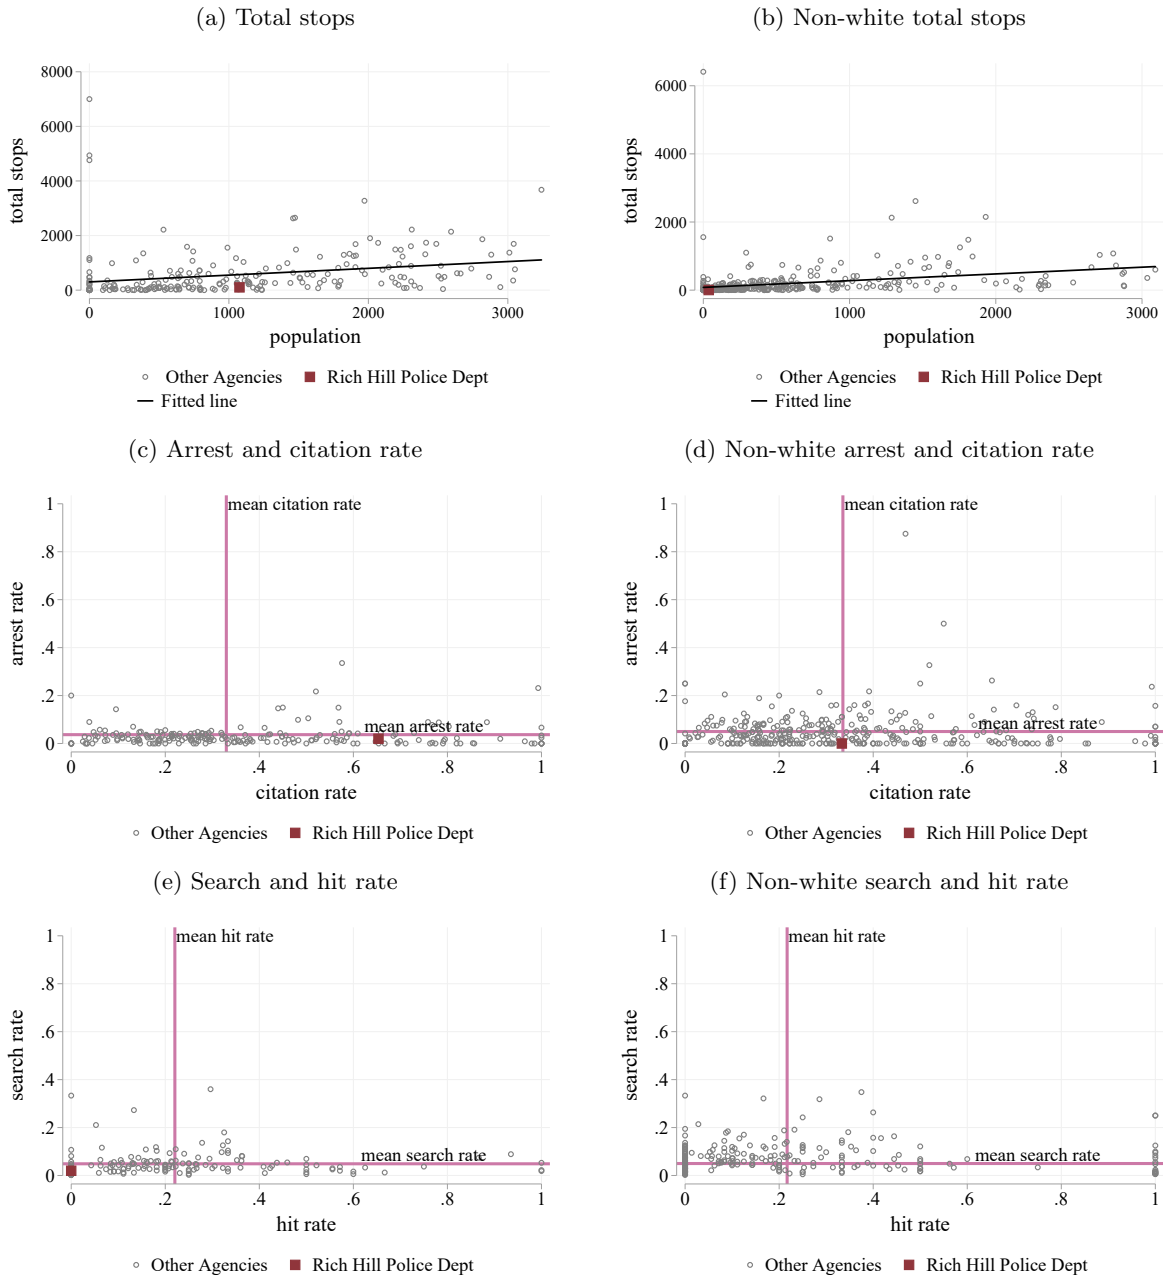 (a) Total stops
(b) Non-white total stops
8000
6000
4000
2000
0
total stops
0 1000 2000 3000
population
Other Agencies Rich Hill Police Dept
Fitted line
6000
4000
2000
0
total stops
0 1000 2000 3000
population
Other Agencies Rich Hill Police Dept
Fitted line
(c) Arrest and citation rate
(d) Non-white arrest and citation rate
1
.8
.6
.4
.2
0
arrest rate
mean citation rate
mean arrest rate
0 .2 .4 .6 .8 1
citation rate
Other Agencies Rich Hill Police Dept
1
.8
.6
.4
.2
0
arrest rate
mean citation rate
mean arrest rate
0 .2 .4 .6 .8 1
citation rate
Other Agencies Rich Hill Police Dept
(e) Search and hit rate
(f) Non-white search and hit rate
1
.8
.6
.4
.2
0
search rate
mean hit rate
mean search rate
0 .2 .4 .6 .8 1
hit rate
Other Agencies Rich Hill Police Dept
1
.8
.6
.4
.2
0
search rate
mean hit rate
mean search rate
0 .2 .4 .6 .8 1
hit rate
Other Agencies Rich Hill Police Dept